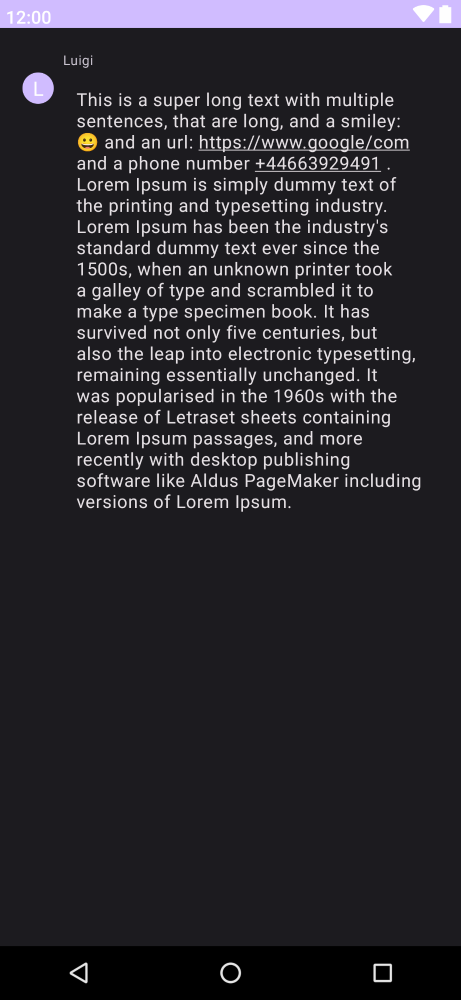 12:00
Luigi
L
This is a super long text with multiple
sentences, that are long, and a smiley:
😀 and an url: https://www.google/com
and a phone number +44663929491 .
Lorem Ipsum is simply dummy text of
the printing and typesetting industry.
Lorem Ipsum has been the industry's
standard dummy text ever since the
1500s, when an unknown printer took
a galley of type and scrambled it to
make a type specimen book. It has
survived not only five centuries, but
also the leap into electronic typesetting,
remaining essentially unchanged. It
was popularised in the 1960s with the
release of Letraset sheets containing
Lorem Ipsum passages, and more
recently with desktop publishing
software like Aldus PageMaker including
versions of Lorem Ipsum.